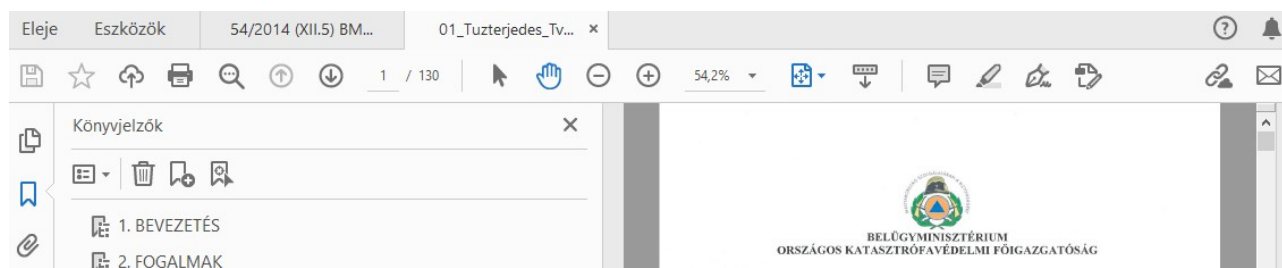 Eleje Eszközök 54/2014 (XII.5) BM... 01_Tuzterjedes_Tv... ×
1 / 130 54,2%
Könyvjelzők
1. BEVEZETÉS
2. FOGALMAK
BELÜGYMINISZTÉRIUM
ORSZÁGOS KATASZTRÓFAVÉDELMI FŐIGAZGATÓSÁG